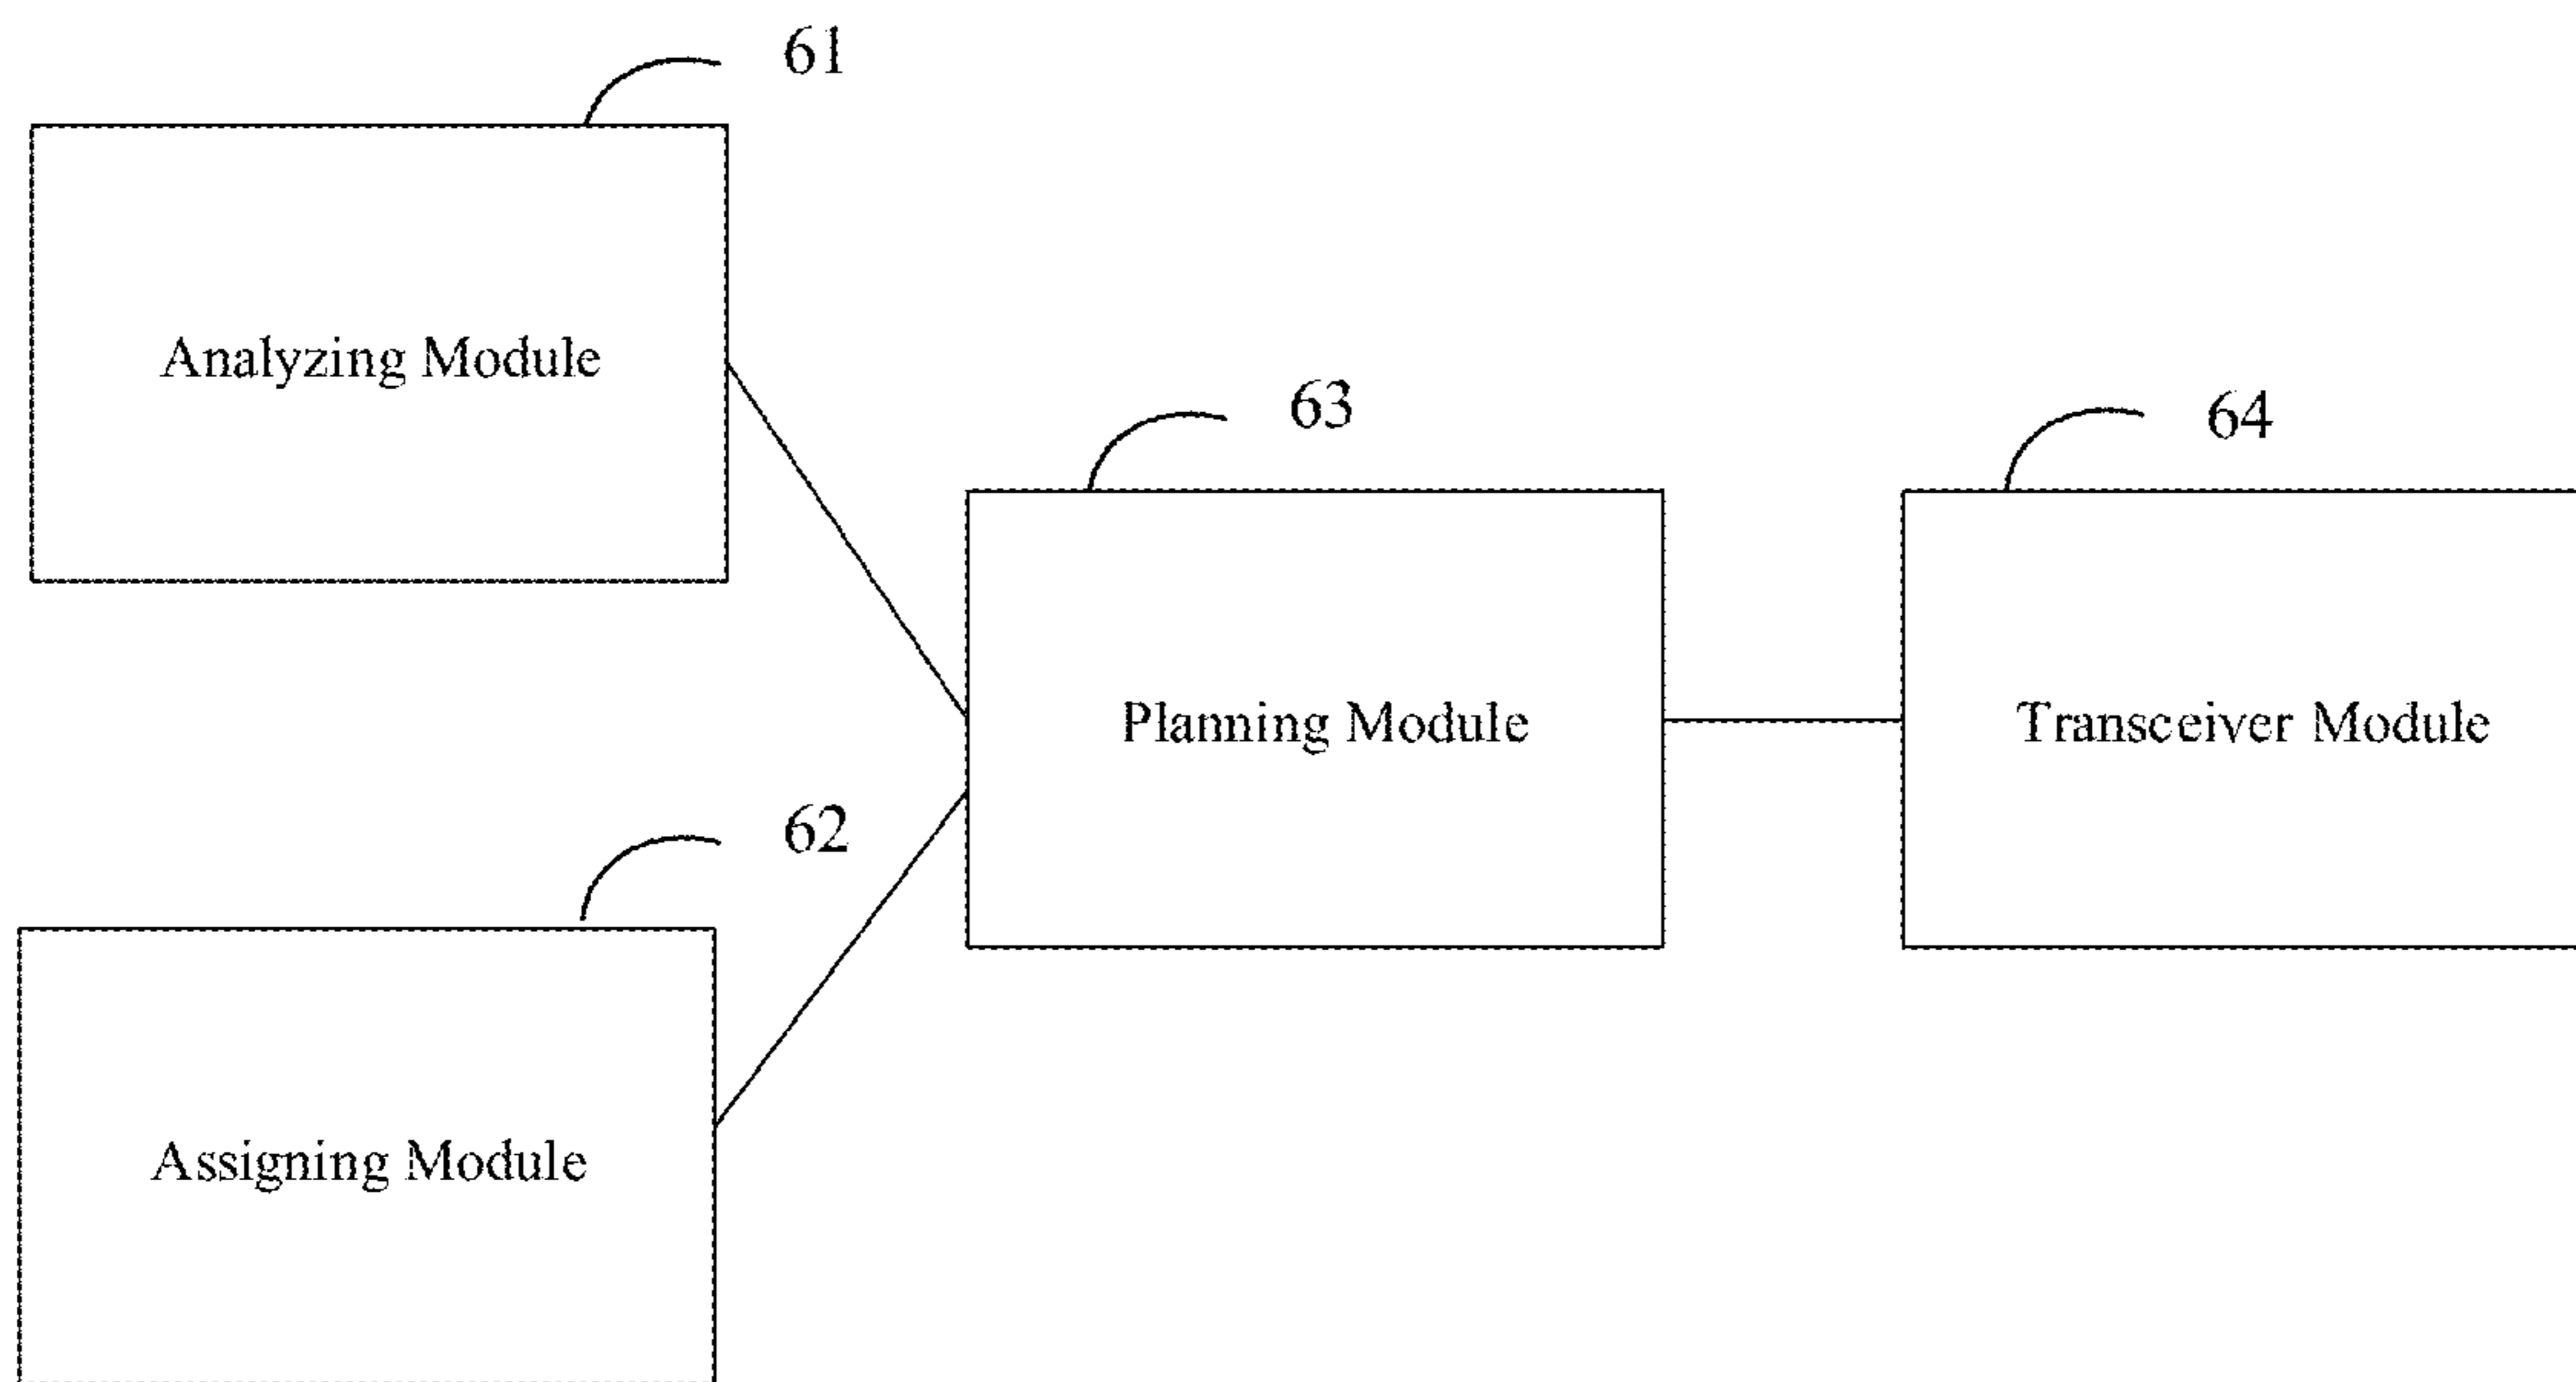 61
Analyzing Module
63
64
Planning Module
Transceiver Module
62
Assigning Module